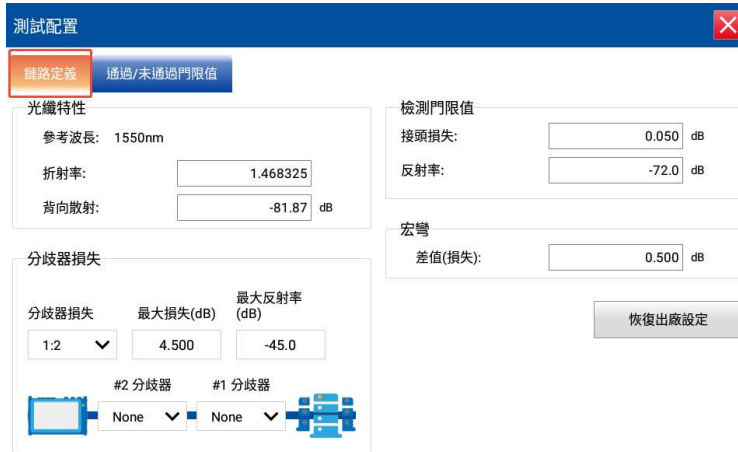 測試配置
鏈路定義
通過/未通過門限值
光纖特性
參考波長: 1550nm
折射率: 1.468325
背向散射: -81.87 dB
分歧器損失
分歧器損失 最大損失(dB) 最大反射率(dB)
1:2 4.500 -45.0
#2 分歧器 #1 分歧器
None None
檢測門限值
接頭損失: 0.050 dB
反射率: -72.0 dB
宏彎
差值(損失): 0.500 dB
恢復出廠設定